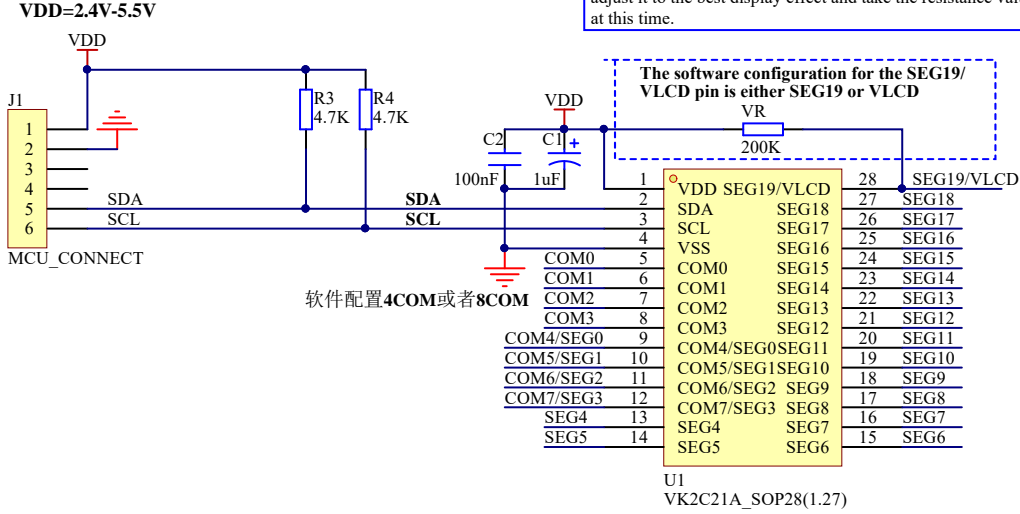 VDD=2.4V-5.5V
adjust it to the best display effect and take the resistance
at this time.
VDD
The software configuration for the SEG19/
VLCD pin is either SEG19 or VLCD
J1
R3
4.7K
R4
4.7K
VDD
VR
200K
C2
100nF
C1
+
1uF
1
2
3
4
5
6
SDA
SCL
SDA
SCL
MCU_CONNECT
软件配置4COM或者8COM
1 VDD SEG19/VLCD 28 SEG19/VLCD
2 SDA SEG18 27 SEG18
3 SCL SEG17 26 SEG17
4 VSS SEG16 25 SEG16
COM0 5 COM0 SEG15 24 SEG15
COM1 6 COM1 SEG14 23 SEG14
COM2 7 COM2 SEG13 22 SEG13
COM3 8 COM3 SEG12 21 SEG12
COM4/SEG0 9 COM4/SEG0 SEG11 20 SEG11
COM5/SEG1 10 COM5/SEG1 SEG10 19 SEG10
COM6/SEG2 11 COM6/SEG2 SEG9 18 SEG9
COM7/SEG3 12 COM7/SEG3 SEG8 17 SEG8
SEG4 13 SEG4 SEG7 16 SEG7
SEG5 14 SEG5 SEG6 15 SEG6
U1
VK2C21A_SOP28(1.27)